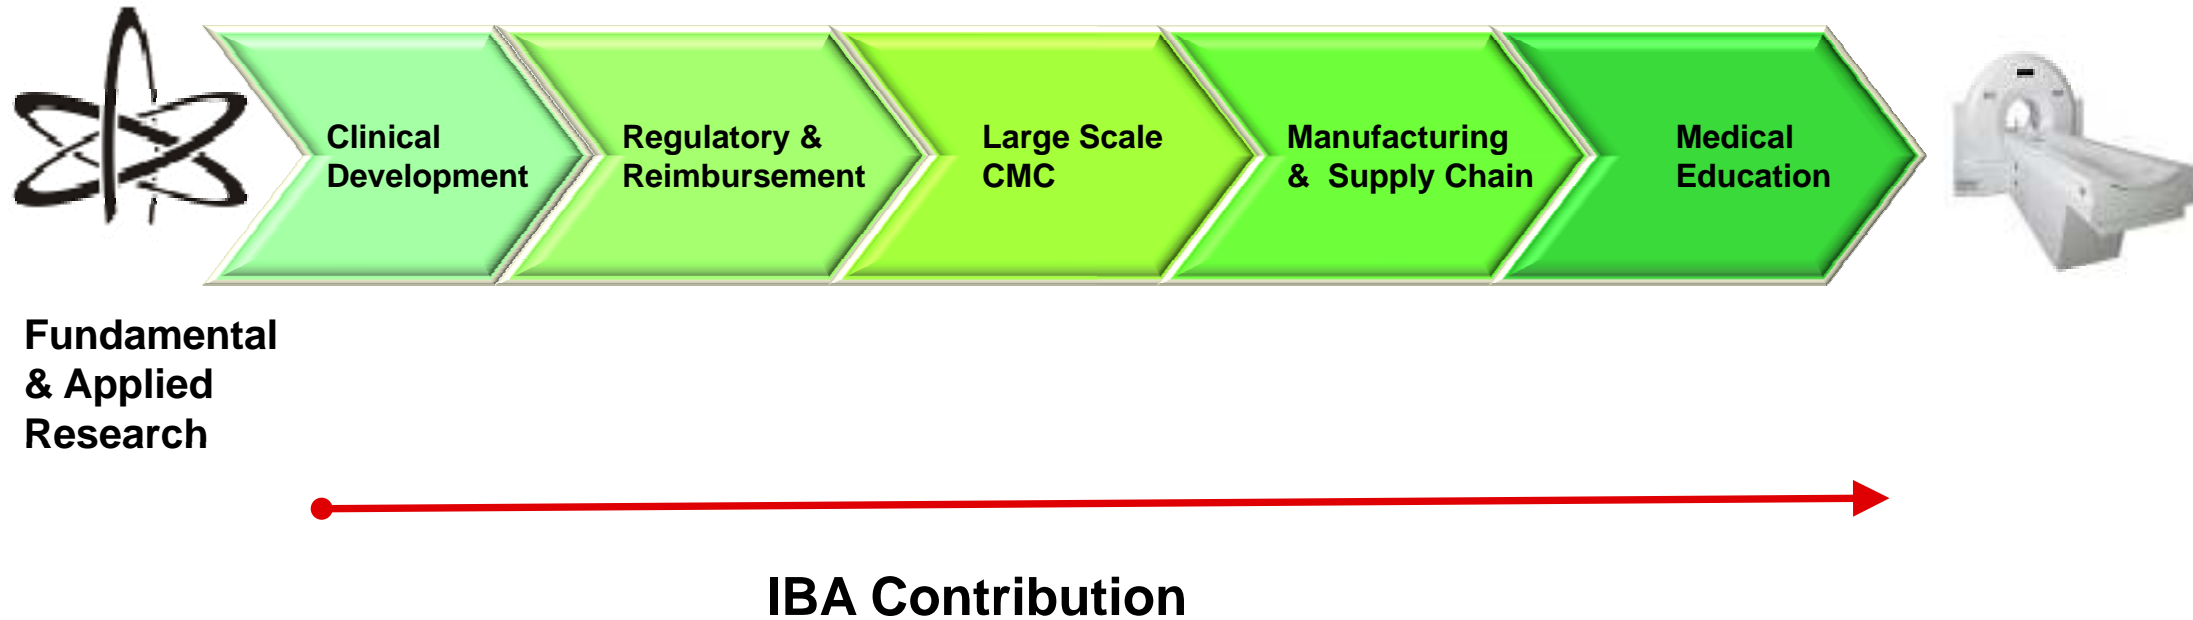 Clinical
Development
Regulatory &
Reimbursement
Large Scale
CMC
Manufacturing
& Supply Chain
Medical
Education
Fundamental
& Applied
Research
IBA Contribution